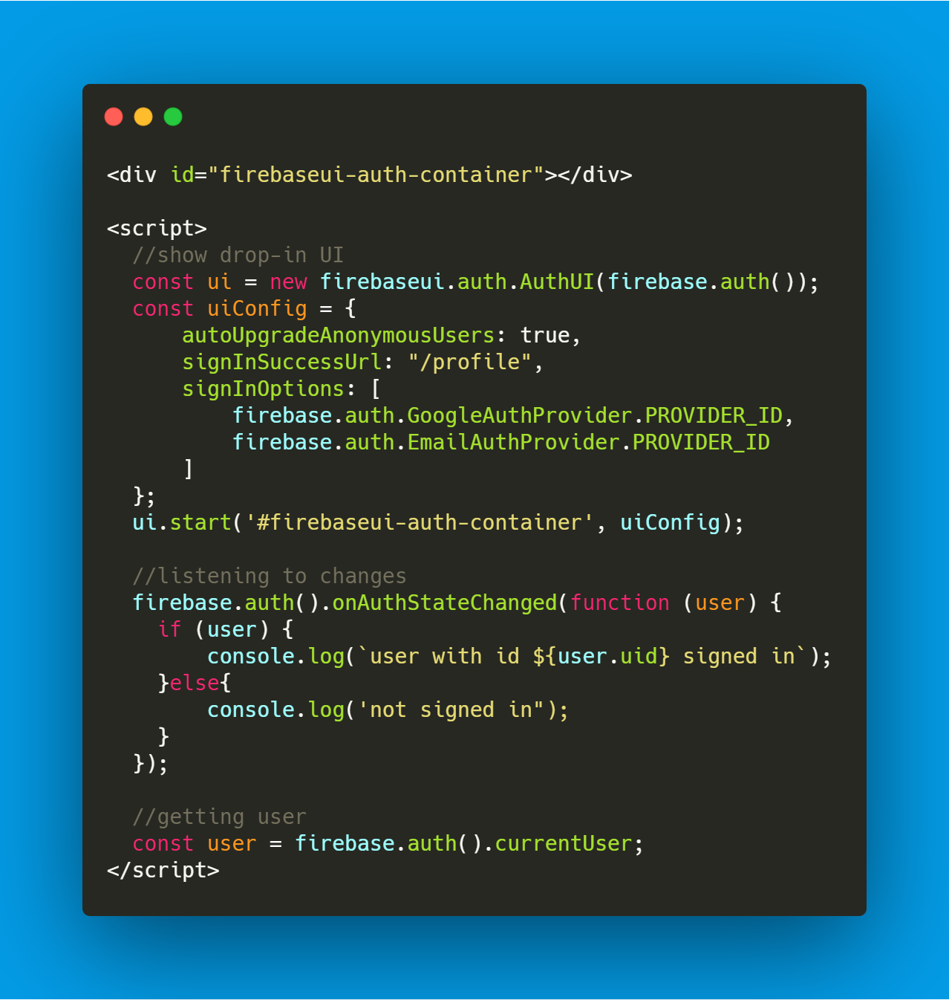 <div id="firebaseui-auth-container"></div>

<script>
  //show drop-in UI
  const ui = new firebaseui.auth.AuthUI(firebase.auth());
  const uiConfig = {
      autoUpgradeAnonymousUsers: true,
      signInSuccessUrl: "/profile",
      signInOptions: [
          firebase.auth.GoogleAuthProvider.PROVIDER_ID,
          firebase.auth.EmailAuthProvider.PROVIDER_ID
      ]
  };
  ui.start('#firebaseui-auth-container', uiConfig);

  //listening to changes
  firebase.auth().onAuthStateChanged(function (user) {
    if (user) {
        console.log(`user with id ${user.uid} signed in`);
    }else{
        console.log('not signed in");
    }
  });

  //getting user
  const user = firebase.auth().currentUser;
</script>